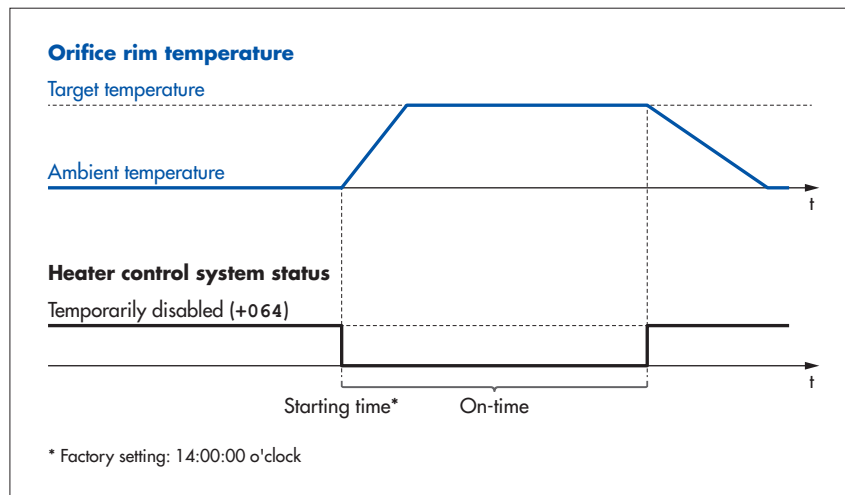 Orifice rim temperature
Target temperature
Ambient temperature
t
Heater control system status
Temporarily disabled (+064)
t
Starting time* On-time
* Factory setting: 14:00:00 o'clock